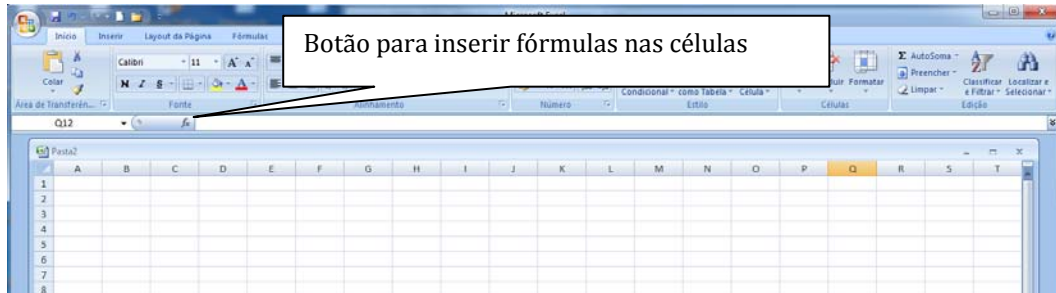 Microsoft Excel
Início Inserir Layout da Página Fórmulas
Botão para inserir fórmulas nas células
Calibri 11 A A
N I S A
Colar
Formatar
Σ AutoSoma
Preencher
Limpar
Classificar e Filtrar
Localizar e Selecionar
Condicional como Tabela Célula
Área de Transferên... Fonte Alinhamento Número Estilo Células Edição
Q12 fx
Pasta2
A B C D E F G H I J K L M N O P Q R S T
1
2
3
4
5
6
7
8